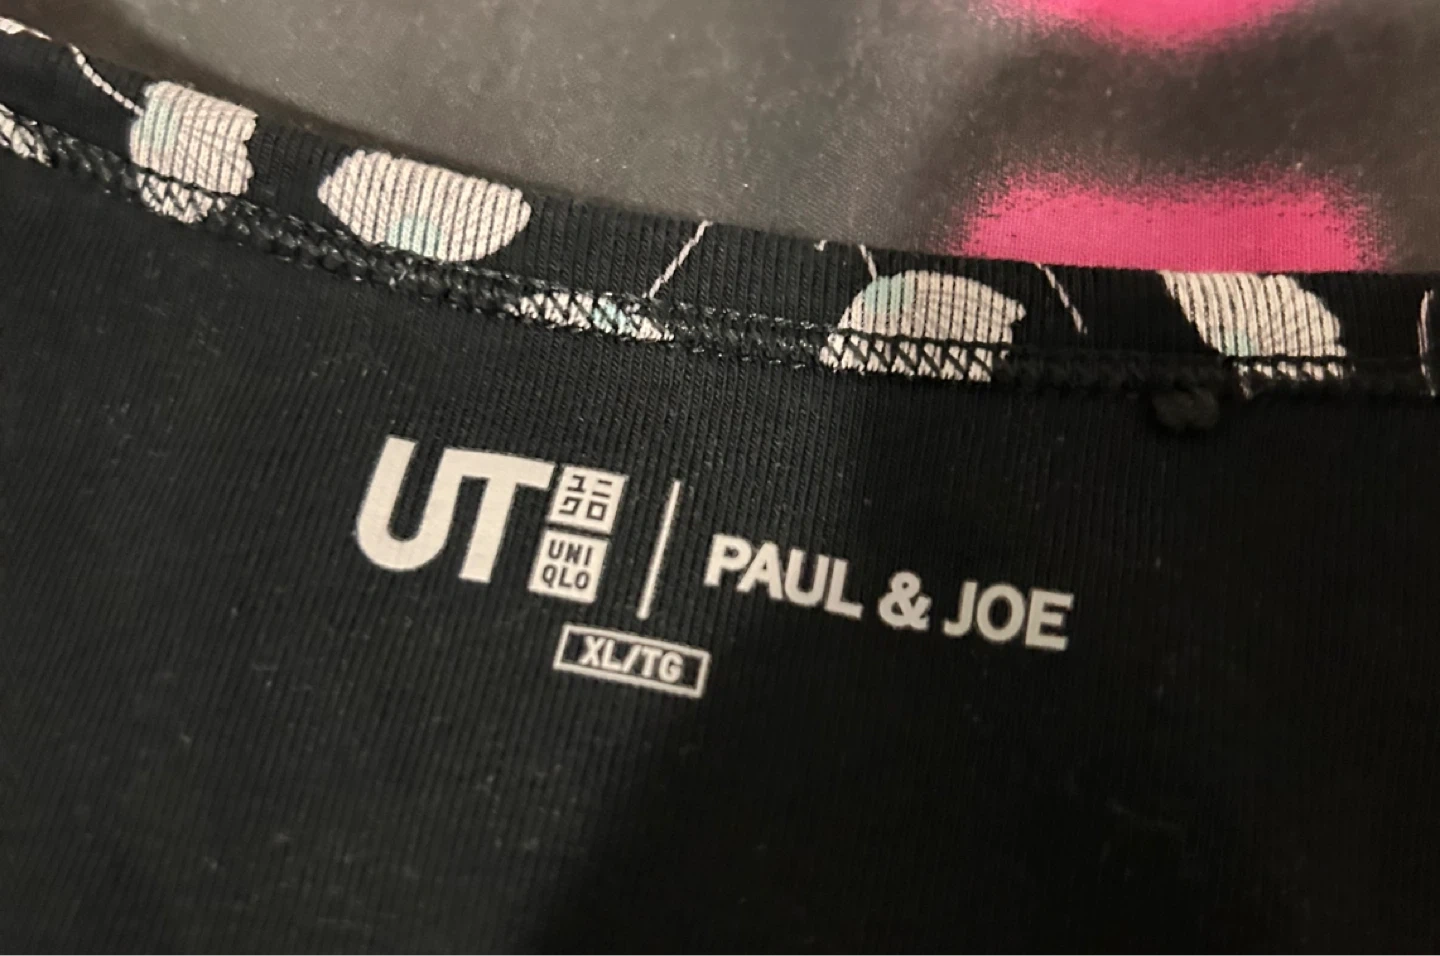 UT ユニクロ UNIQLO | PAUL & JOE
XL/TG